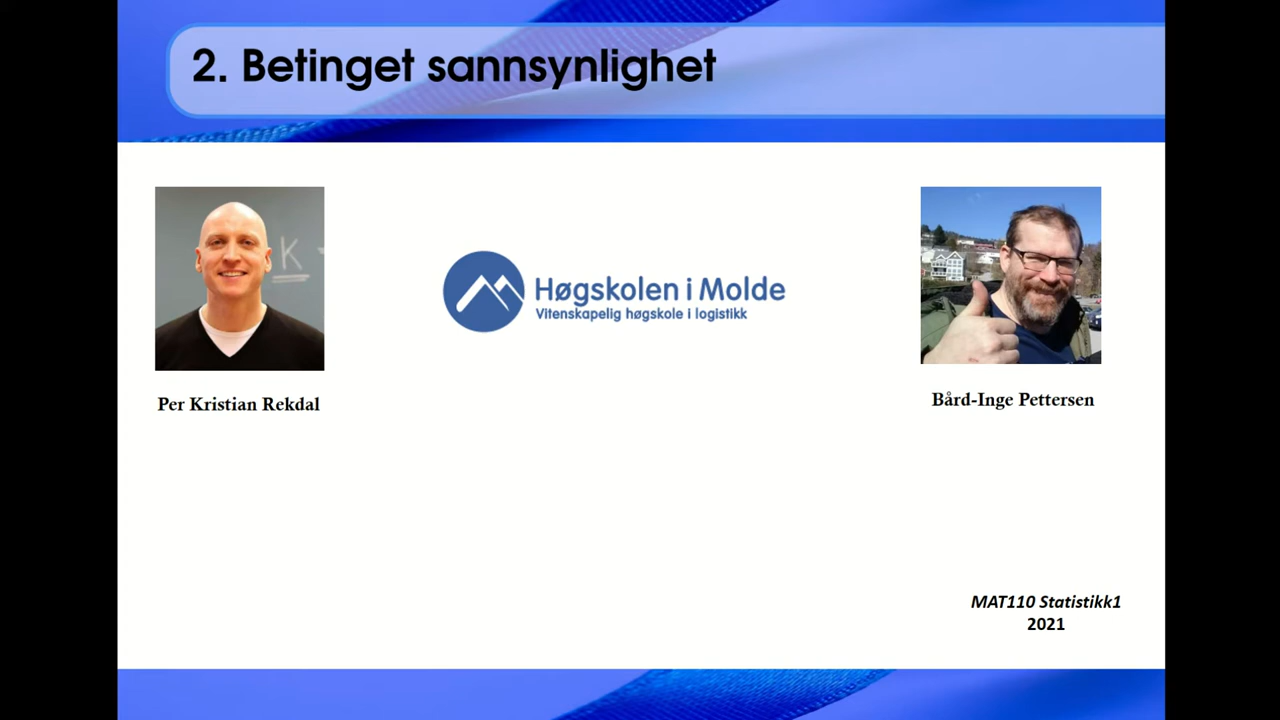 2. Betinget sannsynlighet
K
Høgskolen i Molde
Vitenskapelig høgskole i logistikk
Per Kristian Rekdal
Bård-Inge Pettersen
MAT110 Statistikk1
2021